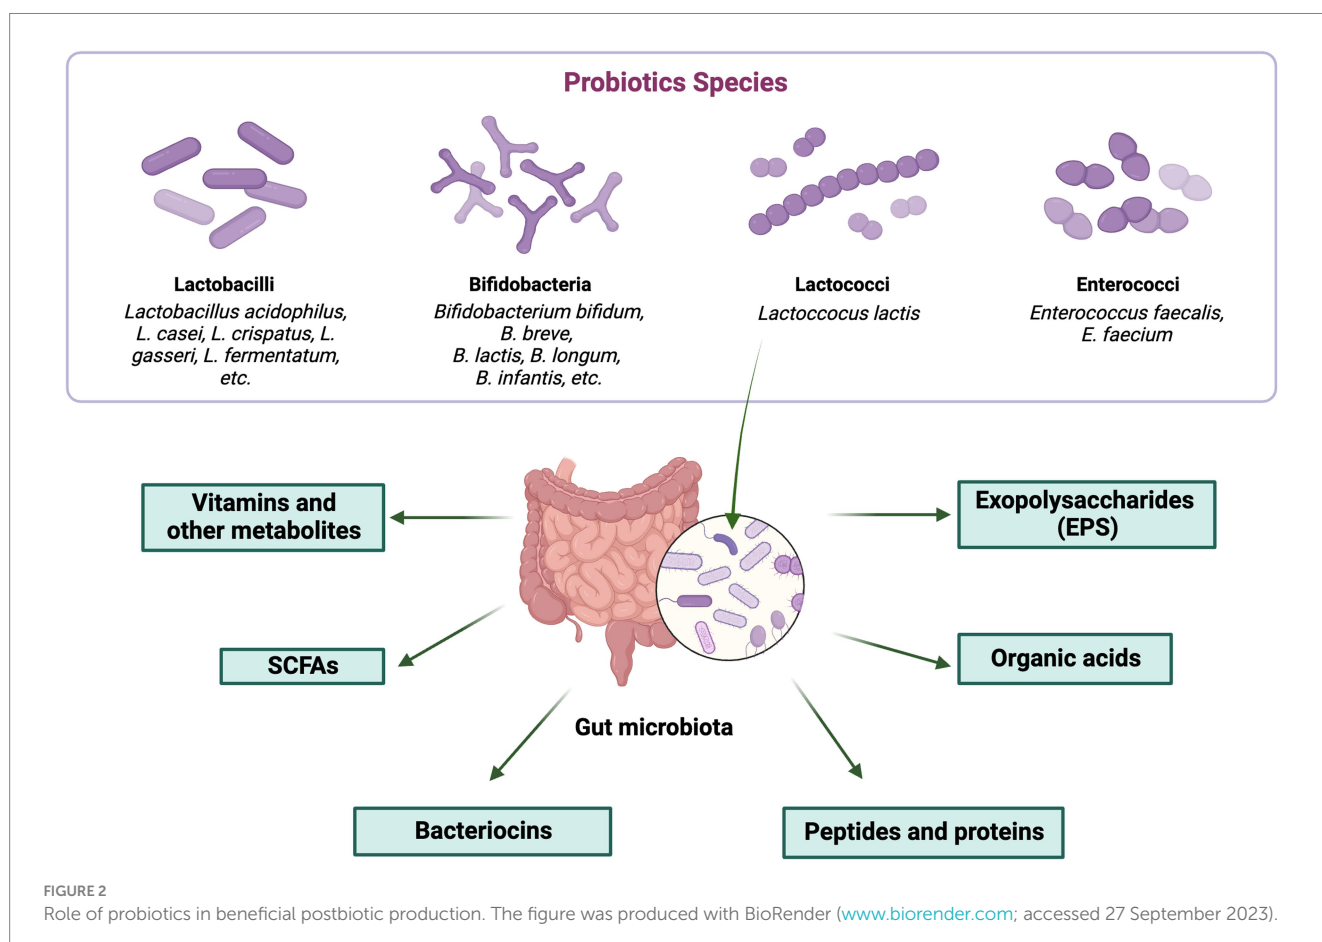 Probiotics Species
Lactobacilli
Lactobacillus acidophilus,
L. casei, L. crispatus, L.
gasseri, L. fermentatum,
etc.
Bifidobacteria
Bifidobacterium bifidum,
B. breve,
B. lactis, B. longum,
B. infantis, etc.
Lactococci
Lactoccocus lactis
Enterococci
Enterococcus faecalis,
E. faecium
Vitamins and
other metabolites
Exopolysaccharides
(EPS)
SCFAs
Organic acids
Gut microbiota
Bacteriocins
Peptides and proteins
FIGURE 2
Role of probiotics in beneficial postbiotic production. The figure was produced with BioRender (www.biorender.com; accessed 27 September 2023).